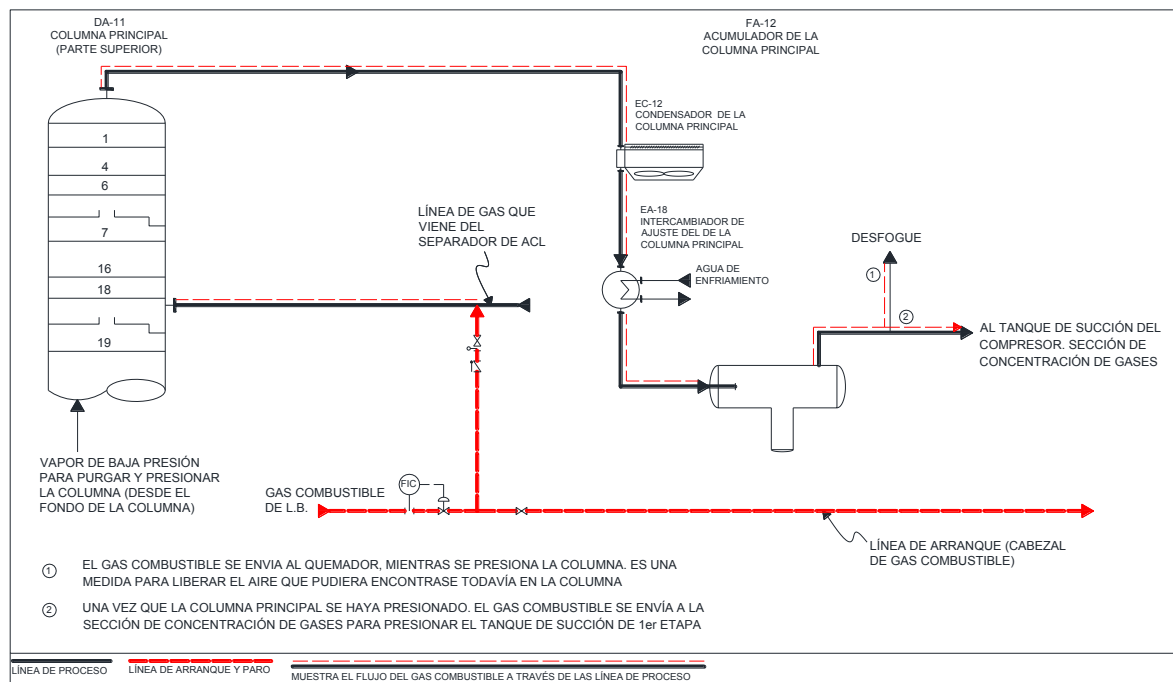 DA-11
COLUMNA PRINCIPAL
(PARTE SUPERIOR)
FA-12
ACUMULADOR DE LA
COLUMNA PRINCIPAL
EC-12
CONDENSADOR DE LA
COLUMNA PRINCIPAL
1
4
6
7
16
18
19
LÍNEA DE GAS QUE
VIENE DEL
SEPARADOR DE ACL
EA-18
INTERCAMBIADOR DE
AJUSTE DEL DE LA
COLUMNA PRINCIPAL
AGUA DE
ENFRIAMIENTO
DESFOGUE
1
2
AL TANQUE DE SUCCIÓN DEL
COMPRESOR. SECCIÓN DE
CONCENTRACIÓN DE GASES
VAPOR DE BAJA PRESIÓN
PARA PURGAR Y PRESIONAR
LA COLUMNA (DESDE EL
FONDO DE LA COLUMNA)
GAS COMBUSTIBLE
DE L.B.
FIC
LÍNEA DE ARRANQUE (CABEZAL
DE GAS COMBUSTIBLE)
1 EL GAS COMBUSTIBLE SE ENVIA AL QUEMADOR, MIENTRAS SE PRESIONA LA COLUMNA. ES UNA
MEDIDA PARA LIBERAR EL AIRE QUE PUDIERA ENCONTRASE TODAVÍA EN LA COLUMNA
2 UNA VEZ QUE LA COLUMNA PRINCIPAL SE HAYA PRESIONADO. EL GAS COMBUSTIBLE SE ENVÍA A LA
SECCIÓN DE CONCENTRACIÓN DE GASES PARA PRESIONAR EL TANQUE DE SUCCIÓN DE 1er ETAPA
LÍNEA DE PROCESO
LÍNEA DE ARRANQUE Y PARO
MUESTRA EL FLUJO DEL GAS COMBUSTIBLE A TRAVÉS DE LAS LÍNEA DE PROCESO